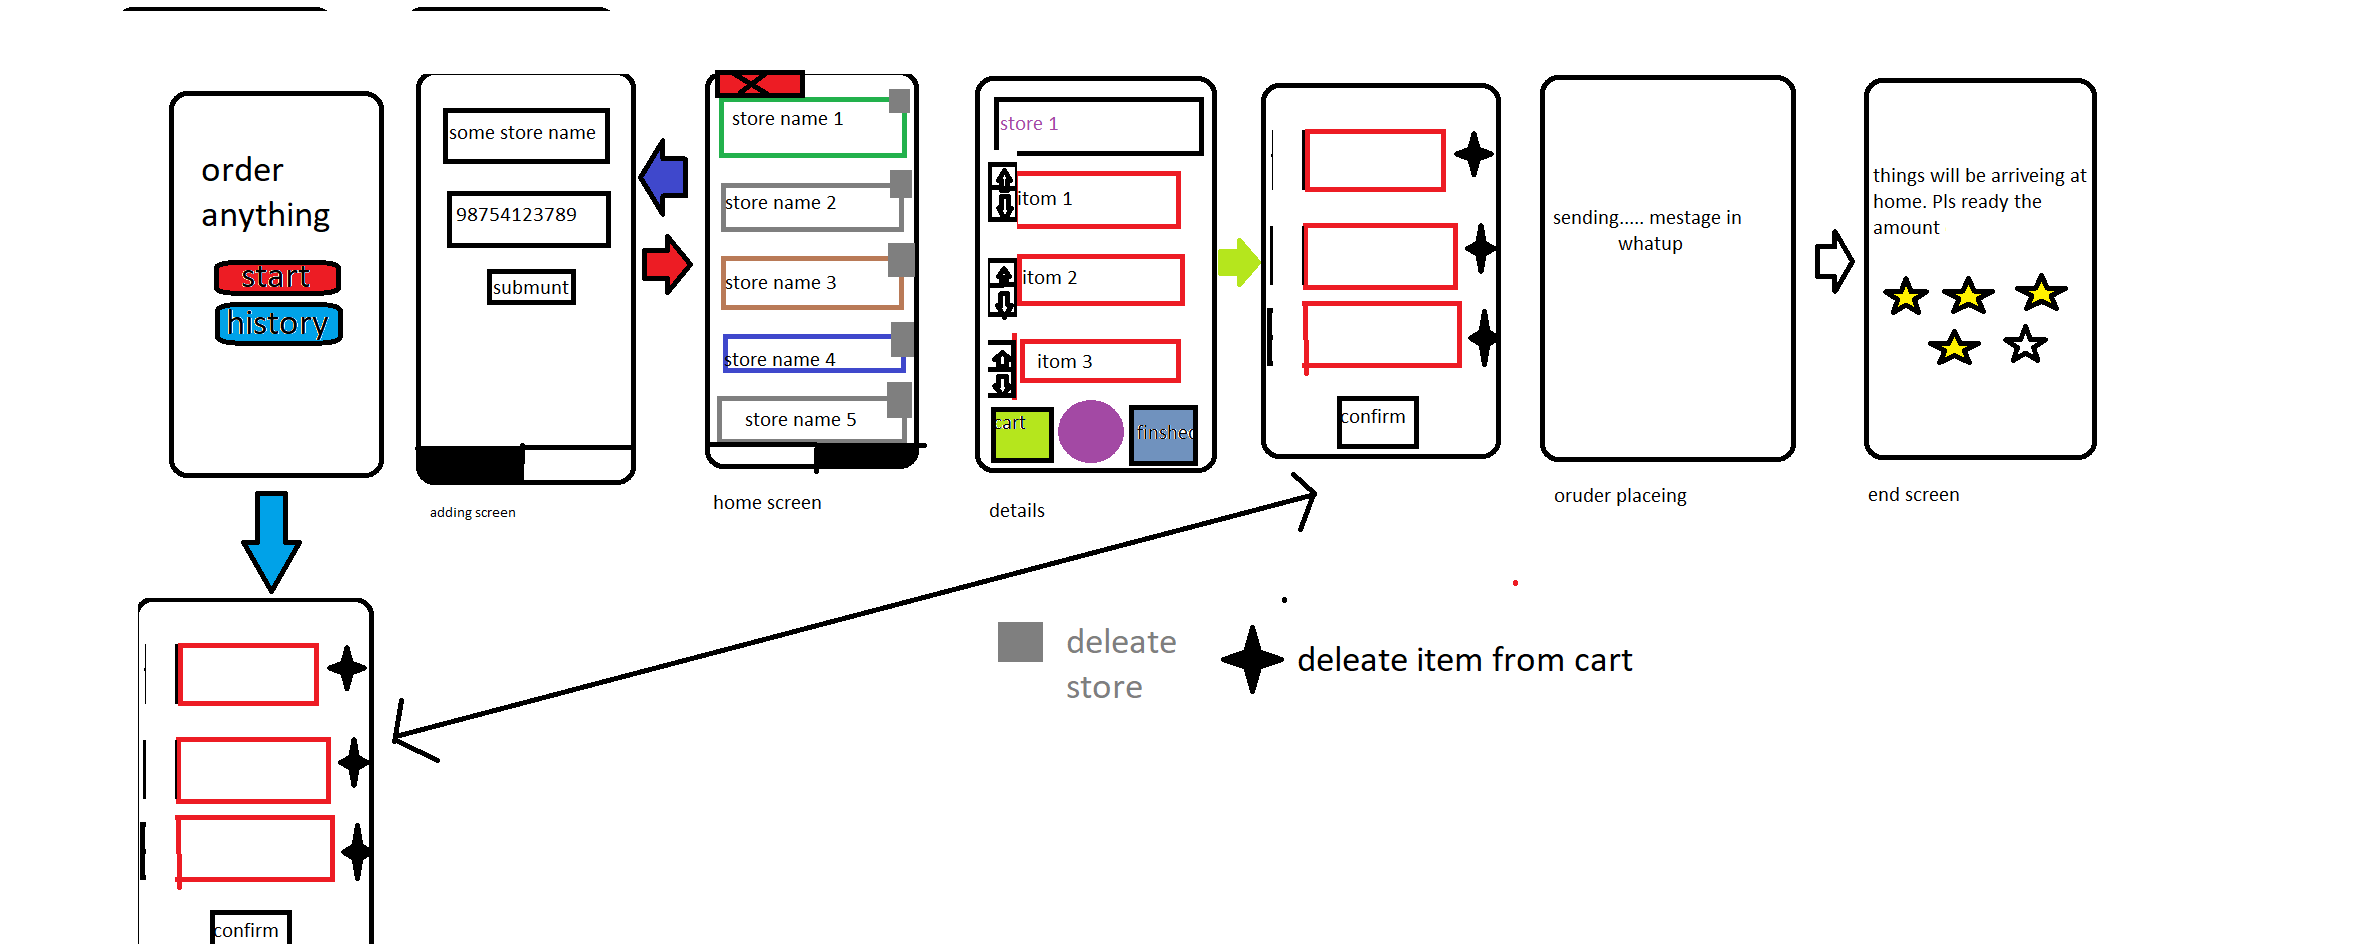 order
anything
start
history
some store name
98754123789
submunt
adding screen
store name 1
store name 2
store name 3
store name 4
store name 5
home screen
store 1
itom 1
itom 2
itom 3
cart
finshed
details
confirm
sending..... mestage in
whatup
oruder placeing
things will be arriveing at
home. Pls ready the
amount
end screen
deleate
store
deleate item from cart
confirm